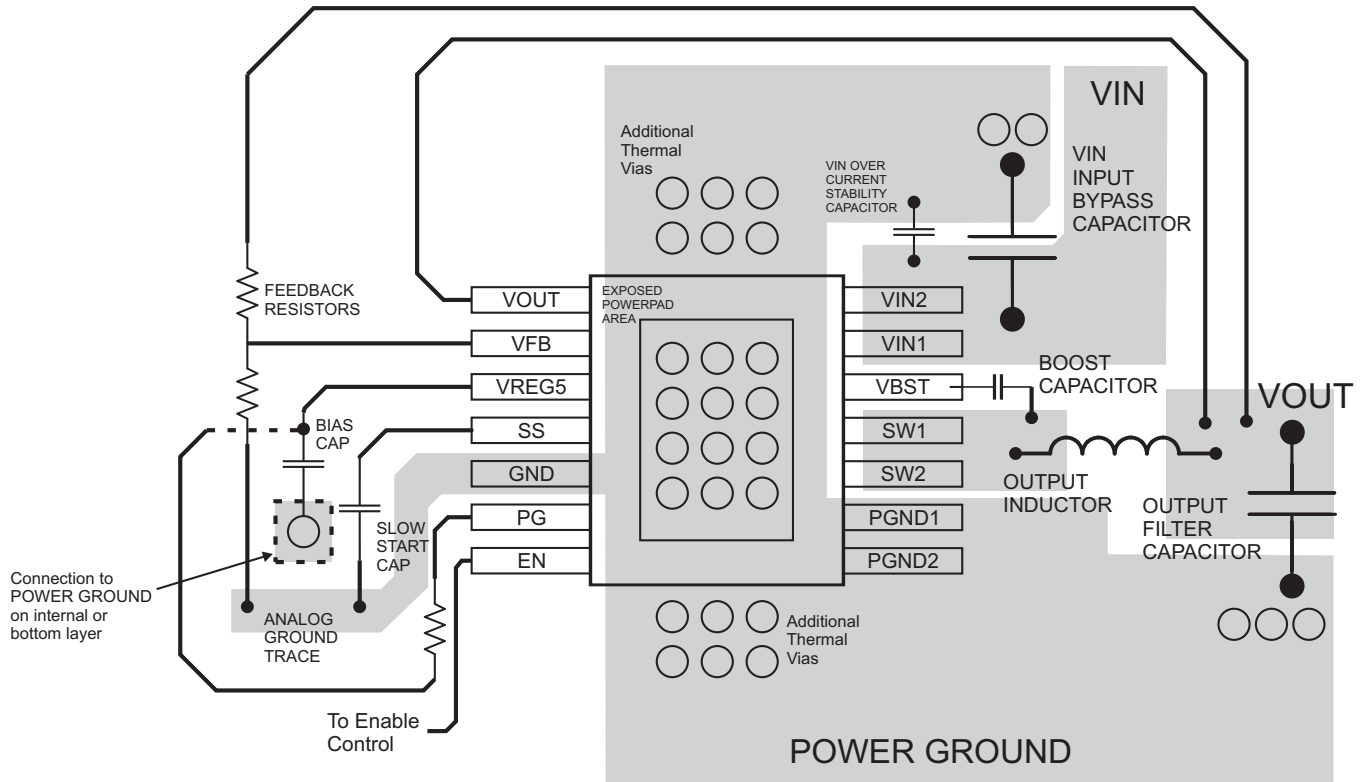 VIN
Additional
Thermal
Vias
VIN OVER
CURRENT
STABILITY
CAPACITOR
VIN
INPUT
BYPASS
CAPACITOR
FEEDBACK
RESISTORS
EXPOSED
POWERPAD
AREA
VOUT
VFB
VREG5
SS
GND
PG
EN
VIN2
VIN1
VBST
SW1
SW2
PGND1
PGND2
BOOST
CAPACITOR
VOUT
BIAS
CAP
OUTPUT
INDUCTOR
OUTPUT
FILTER
CAPACITOR
SLOW
START
CAP
Connection to
POWER GROUND
on internal or
bottom layer
ANALOG
GROUND
TRACE
Additional
Thermal
Vias
To Enable
Control
POWER GROUND